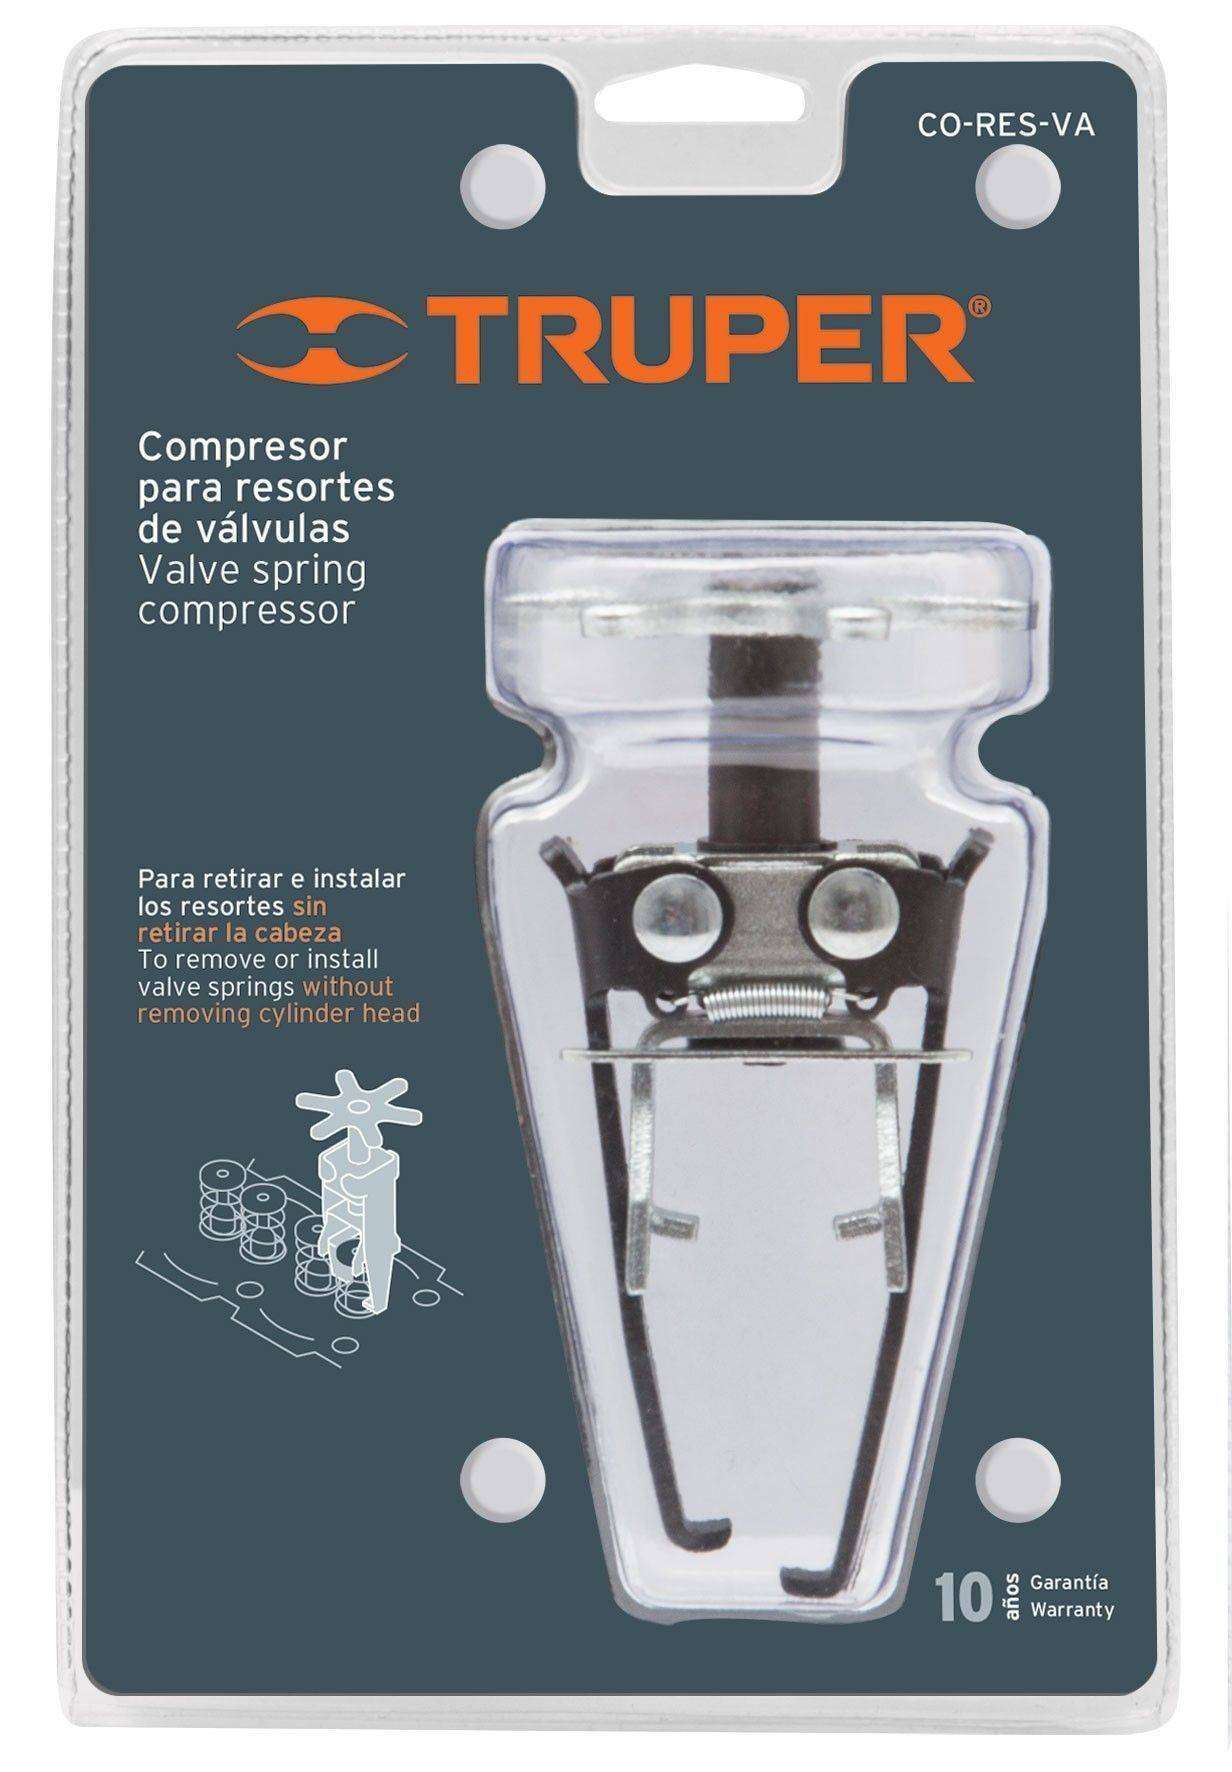 CO-RES-VA
TRUPER®
Compresor
para resortes
de válvulas
Valve spring
compressor
Para retirar e instalar
los resortes sin
retirar la cabeza
To remove or install
valve springs without
removing cylinder head
10 años Garantía
Warranty